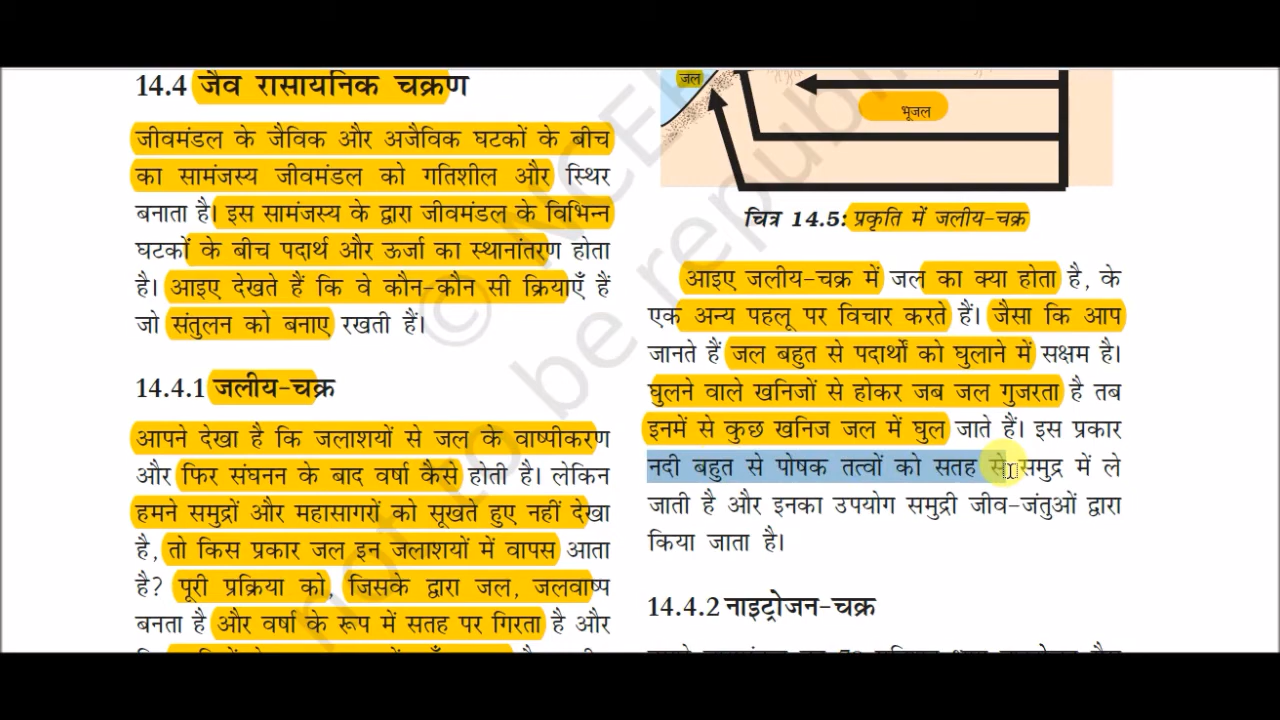 14.4 जैव रासायनिक चक्रण
जीवमंडल के जैविक और अजैविक घटकों के बीच
का सामंजस्य जीवमंडल को गतिशील और स्थिर
बनाता है। इस सामंजस्य के द्वारा जीवमंडल के विभिन्न
घटकों के बीच पदार्थ और ऊर्जा का स्थानांतरण होता
है। आइए देखते हैं कि वे कौन-कौन सी क्रियाएँ हैं
जो संतुलन को बनाए रखती हैं।
14.4.1 जलीय-चक्र
आपने देखा है कि जलाशयों से जल के वाष्पीकरण
और फिर संघनन के बाद वर्षा कैसे होती है। लेकिन
हमने समुद्रों और महासागरों को सूखते हुए नहीं देखा
है, तो किस प्रकार जल इन जलाशयों में वापस आता
है? पूरी प्रक्रिया को, जिसके द्वारा जल, जलवाष्प
बनता है और वर्षा के रूप में सतह पर गिरता है और
जल
भूजल
चित्र 14.5: प्रकृति में जलीय-चक्र
आइए जलीय-चक्र में जल का क्या होता है, के
एक अन्य पहलू पर विचार करते हैं। जैसा कि आप
जानते हैं जल बहुत से पदार्थों को घुलाने में सक्षम है।
घुलने वाले खनिजों से होकर जब जल गुजरता है तब
इनमें से कुछ खनिज जल में घुल जाते हैं। इस प्रकार
नदी बहुत से पोषक तत्वों को सतह से समुद्र में ले
जाती है और इनका उपयोग समुद्री जीव-जंतुओं द्वारा
किया जाता है।
14.4.2 नाइट्रोजन-चक्र
© NCE
not to be republi